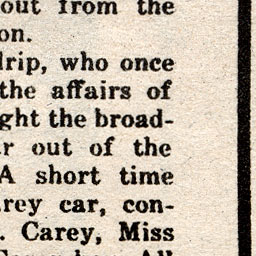 out from the
on.
drip, who once
the affairs of
ght the broad-
r out of the
A short time
rey car, con-
. Carey, Miss
All